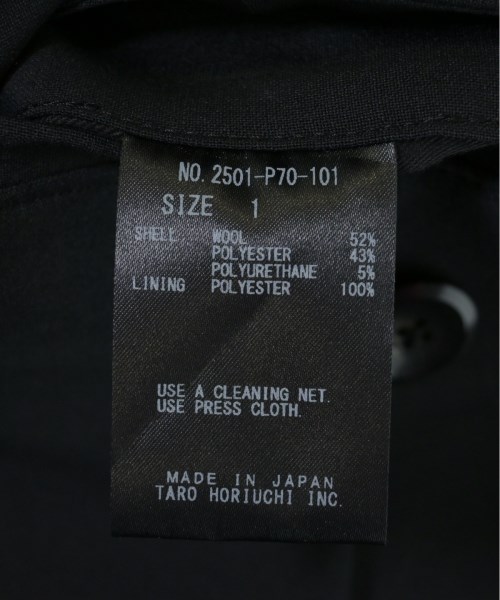 NO. 2501-P70-101
SIZE 1
SHELL WOOL 52%
POLYESTER 43%
POLYURETHANE 5%
LINING POLYESTER 100%
USE A CLEANING NET.
USE PRESS CLOTH.
MADE IN JAPAN
TARO HORIUCHI INC.